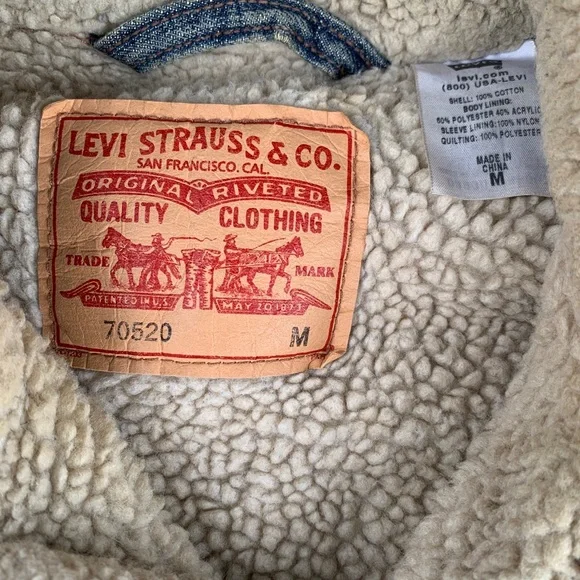 LEVI STRAUSS & CO.
SAN FRANCISCO. CAL.
ORIGINAL RIVETED
QUALITY CLOTHING
TRADE MARK
PATENTED IN U.S. MAY 20 1873
70520 M
levi.com
(800) USA-LEVI
SHELL: 100% COTTON
BODY LINING:
60% POLYESTER 40% ACRYLIC
SLEEVE LINING: 100% NYLON
QUILTING: 100% POLYESTER
MADE IN
CHINA
M